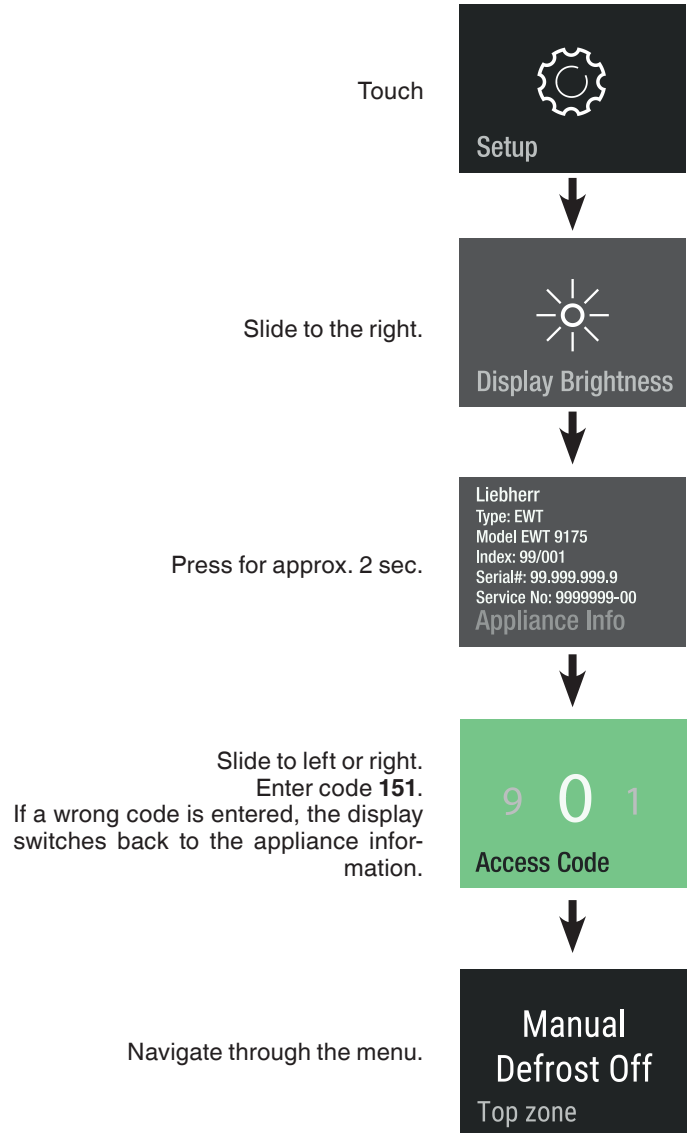 Touch
Setup
Slide to the right.
Display Brightness
Press for approx. 2 sec.
Liebherr
Type: EWT
Model EWT 9175
Index: 99/001
Serial#: 99.999.999.9
Service No: 9999999-00
Appliance Info
Slide to left or right.
Enter code 151.
If a wrong code is entered, the display
switches back to the appliance infor-
mation.
9 0 1
Access Code
Navigate through the menu.
Manual
Defrost Off
Top zone